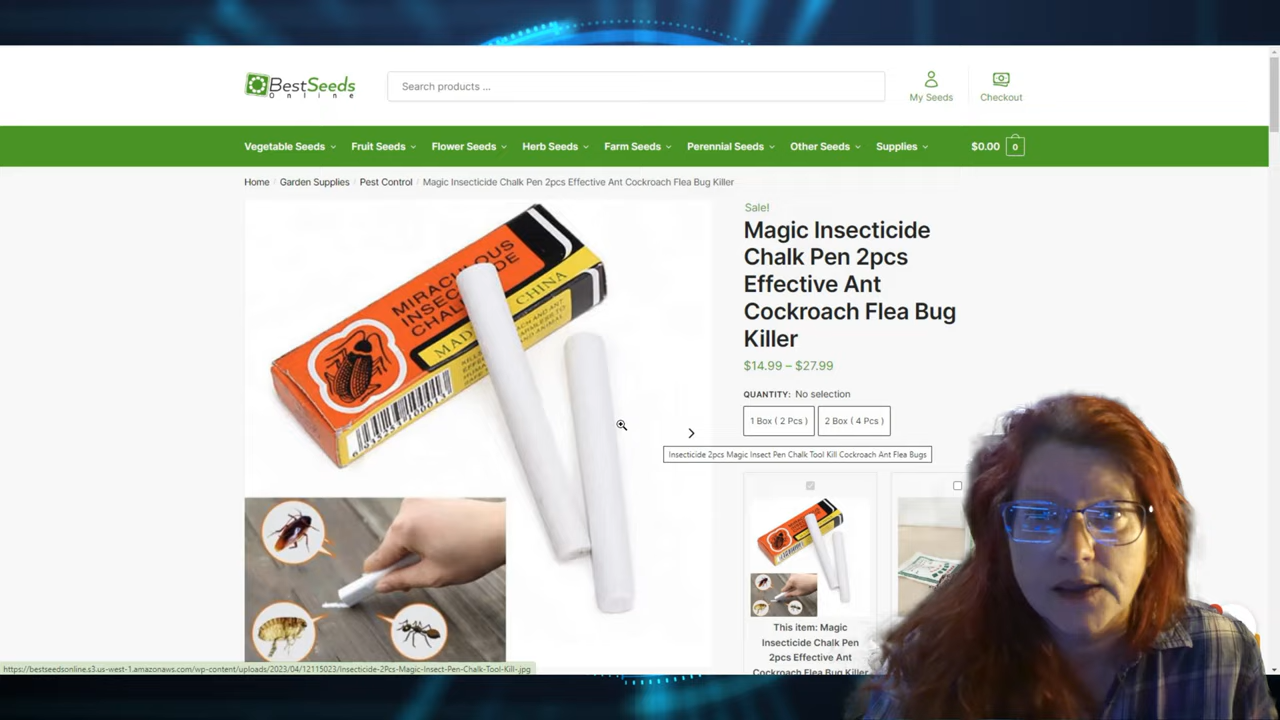 BestSeeds
Online
Search products ...
My Seeds
Checkout
Vegetable Seeds
Fruit Seeds
Flower Seeds
Herb Seeds
Farm Seeds
Perennial Seeds
Other Seeds
Supplies
$0.00
0
Home / Garden Supplies / Pest Control / Magic Insecticide Chalk Pen 2pcs Effective Ant Cockroach Flea Bug Killer
Sale!
Magic Insecticide
Chalk Pen 2pcs
Effective Ant
Cockroach Flea Bug
Killer
$14.99 – $27.99
QUANTITY: No selection
1 Box ( 2 Pcs )
2 Box ( 4 Pcs )
MIRACULOUS
CHINA
Insecticide 2pcs Magic Insect Pen Chalk Tool Kill Cockroach Ant Flea Bugs
This item: Magic
Insecticide Chalk Pen
2pcs Effective Ant
Cockroach Flea Bug Killer
https://bestseedsonline.s3.us-west-1.amazonaws.com/wp-content/uploads/2023/04/12115023/Insecticide-2Pcs-Magic-Insect-Pen-Chalk-Tool-Kill-.jpg